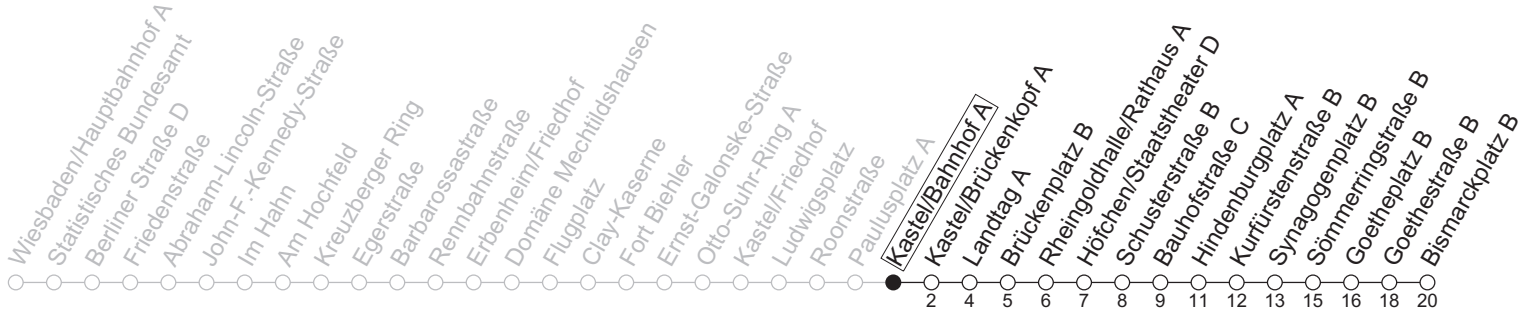 Wiesbaden/Hauptbahnhof A
Statistisches Bundesamt
Berliner Straße D
Friedenstraße
Abraham-Lincoln-Straße
John-F.-Kennedy-Straße
Im Hahn
Am Hochfeld
Kreuzberger Ring
Egerstraße
Barbarossastraße
Rennbahnstraße
Erbenheim/Friedhof
Domäne Mechtildshausen
Flugplatz
Clay-Kaserne
Fort Biehler
Ernst-Galonske-Straße
Otto-Suhr-Ring A
Kastel/Friedhof
Ludwigsplatz
Roonstraße
Paulusplatz A
Kastel/Bahnhof A
Kastel/Brückenkopf A
Landtag A
Brückenplatz B
Rheingoldhalle/Rathaus A
Höfchen/Staatstheater D
Schusterstraße B
Bauhofstraße C
Hindenburgplatz A
Kurfürstenstraße B
Synagogenplatz B
Sömmerringstraße B
Goetheplatz B
Goethestraße B
Bismarckplatz B
2 4 5 6 7 8 9 11 12 13 15 16 18 20